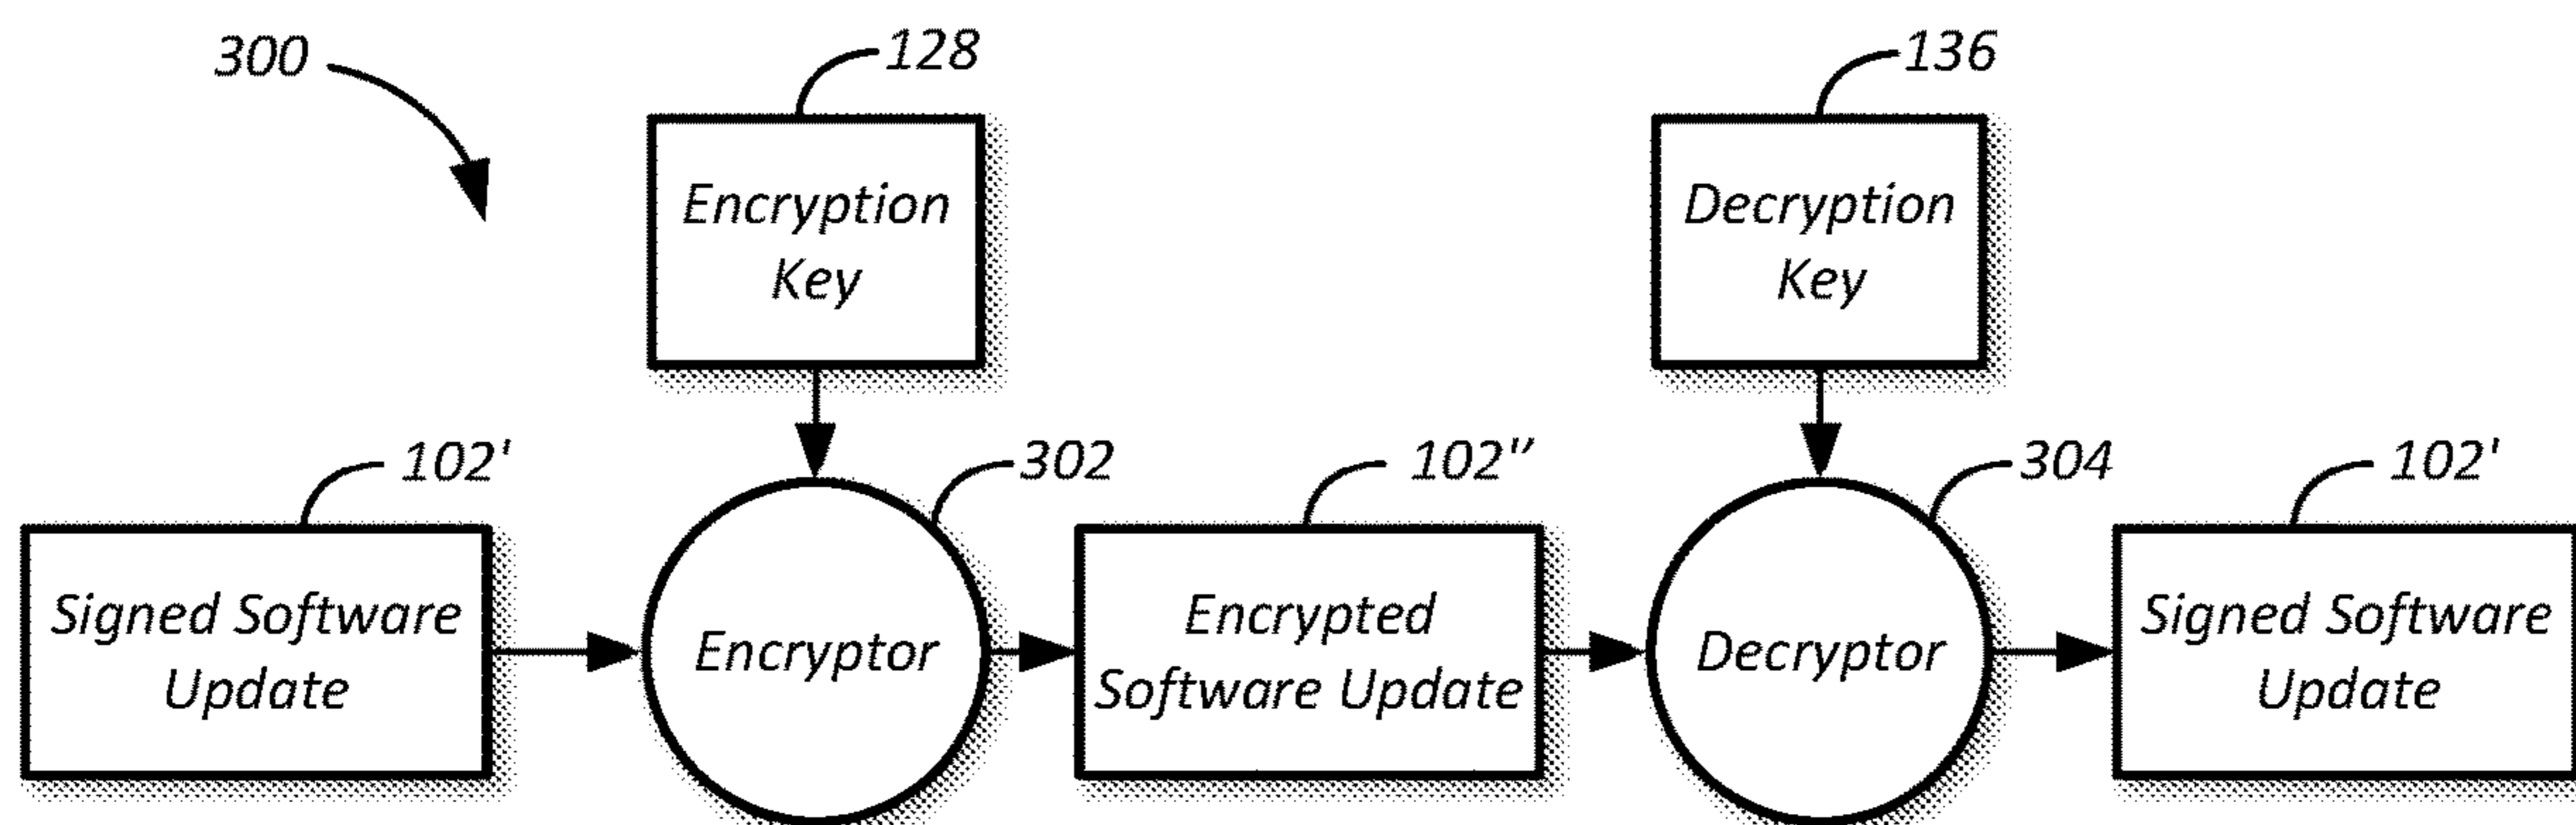 300
128
136
Encryption
Key
Decryption
Key
102'
302
102"
304
102'
Signed Software
Update
Encryptor
Encrypted
Software Update
Decryptor
Signed Software
Update